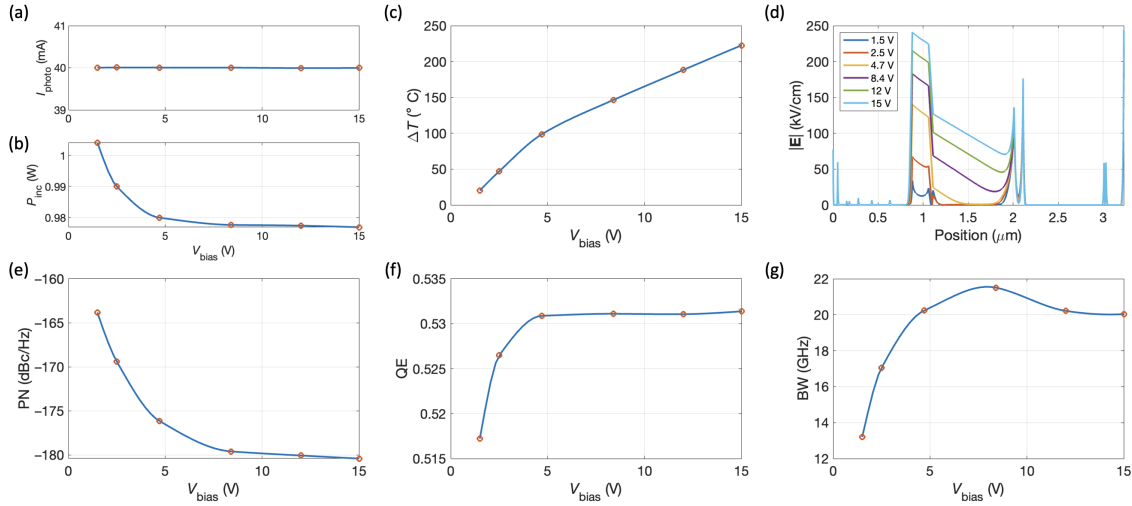 (a)
41
40
39
I_photo (mA)
0
5
10
15
(b)
1
0.99
0.98
P_inc (W)
0
5
10
15
V_bias (V)
(c)
250
200
150
100
50
0
ΔT (° C)
0
5
10
15
V_bias (V)
(d)
250
200
150
100
50
0
|E| (kV/cm)
1.5 V
2.5 V
4.7 V
8.4 V
12 V
15 V
0
0.5
1
1.5
2
2.5
3
Position (μm)
(e)
−160
−165
−170
−175
−180
PN (dBc/Hz)
0
5
10
15
V_bias (V)
(f)
0.535
0.53
0.525
0.52
0.515
QE
0
5
10
15
V_bias (V)
(g)
22
20
18
16
14
12
BW (GHz)
0
5
10
15
V_bias (V)